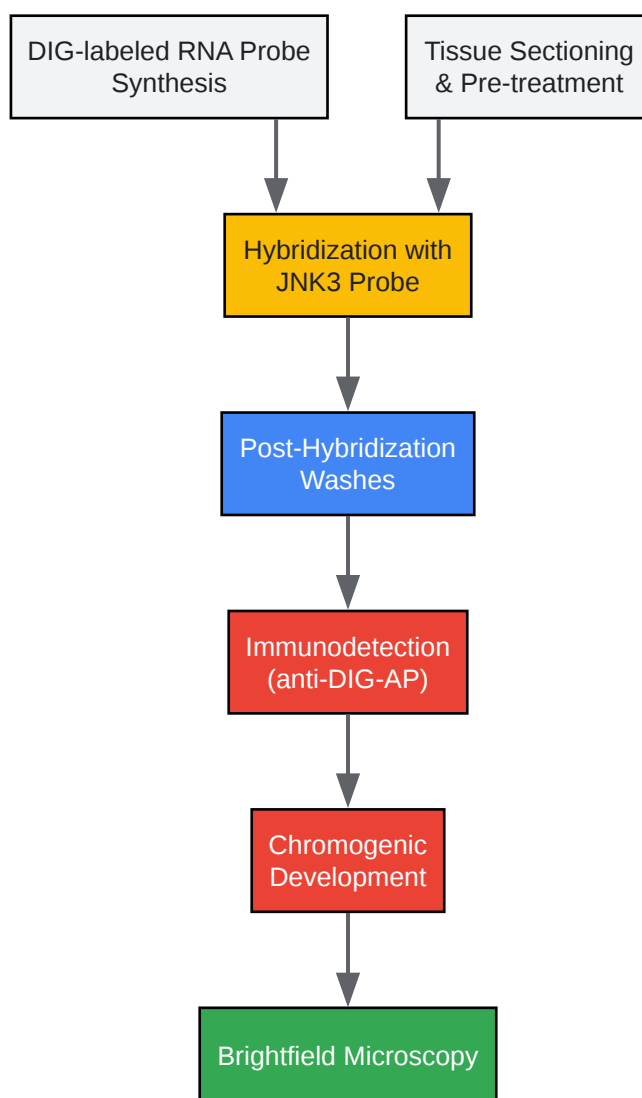 DIG-labeled RNA Probe
Synthesis
Tissue Sectioning
& Pre-treatment
Hybridization with
JNK3 Probe
Post-Hybridization
Washes
Immunodetection
(anti-DIG-AP)
Chromogenic
Development
Brightfield Microscopy